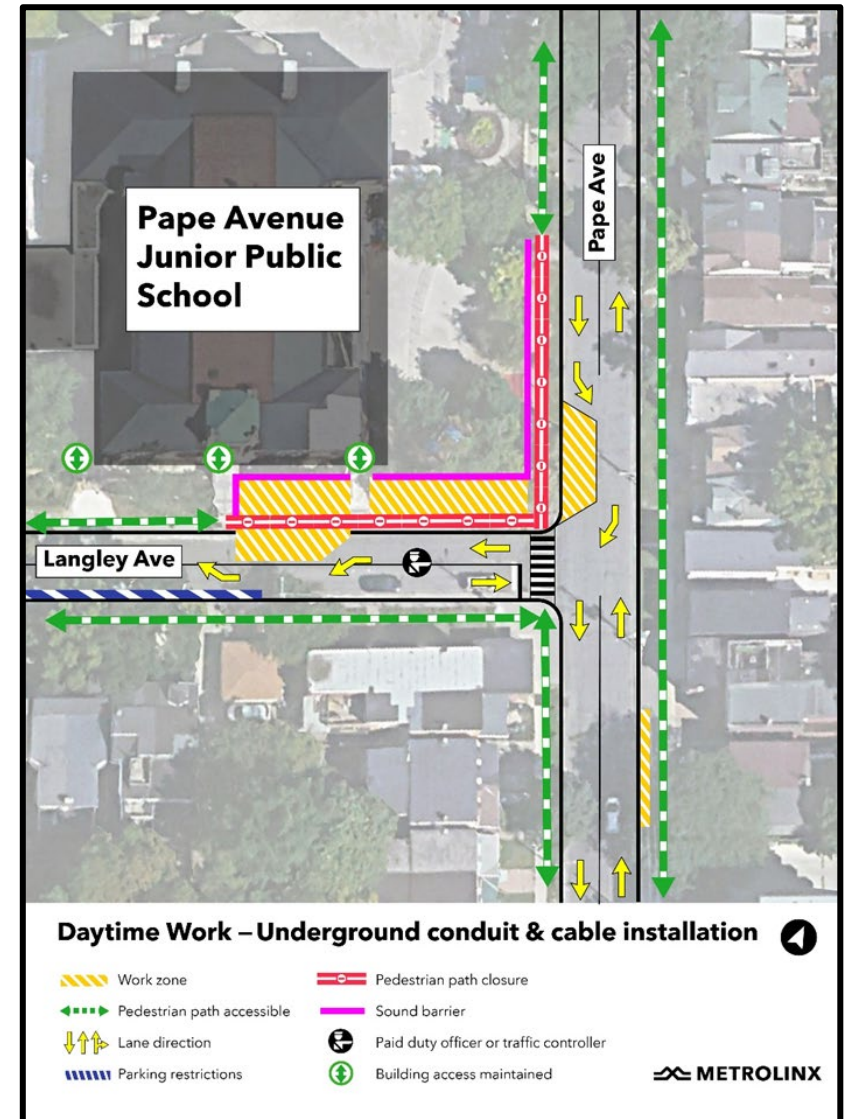 Pape Avenue
Junior Public
School
Pape Ave
Langley Ave
Daytime Work – Underground conduit & cable installation
Work zone
Pedestrian path closure
Pedestrian path accessible
Sound barrier
Lane direction
Paid duty officer or traffic controller
Parking restrictions
Building access maintained
METROLINX